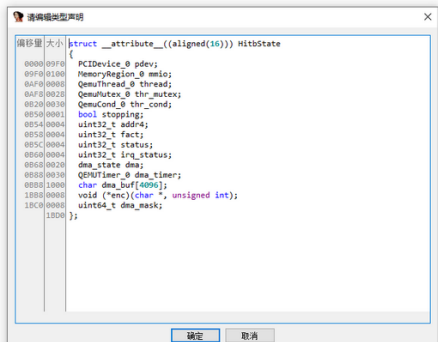 请编辑类型声明
偏移量 大小 struct __attribute__((aligned(16))) HitbState
{
0000 09F0 PCIDevice_0 pdev;
09F0 0100 MemoryRegion_0 mmio;
0AF0 0008 QemuThread_0 thread;
0AF8 0028 QemuMutex_0 thr_mutex;
0B20 0030 QemuCond_0 thr_cond;
0B50 0001 bool stopping;
0B54 0004 uint32_t addr4;
0B58 0004 uint32_t fact;
0B5C 0004 uint32_t status;
0B60 0004 uint32_t irq_status;
0B68 0020 dma_state dma;
0B88 0030 QEMUTimer_0 dma_timer;
0BB8 1000 char dma_buf[4096];
1BB8 0008 void (*enc)(char *, unsigned int);
1BC0 0008 uint64_t dma_mask;
1BD0 };
确定 取消